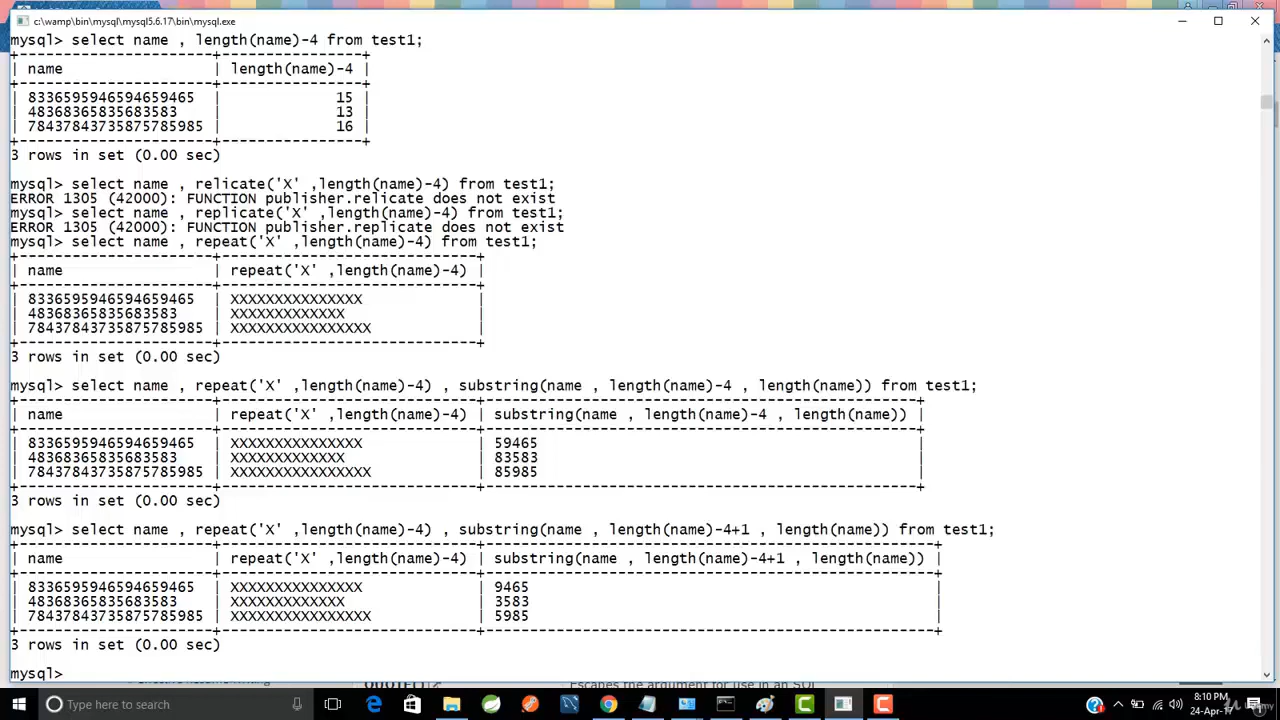 c:\wamp\bin\mysql\mysql5.6.17\bin\mysql.exe
mysql> select name , length(name)-4 from test1;
+---------------------+----------------+
| name                | length(name)-4 |
+---------------------+----------------+
| 8336595946594659465 |             15 |
| 48368365835683583   |             13 |
| 78437843735875785985 |             16 |
+---------------------+----------------+
3 rows in set (0.00 sec)
mysql> select name , relicate('X' ,length(name)-4) from test1;
ERROR 1305 (42000): FUNCTION publisher.relicate does not exist
mysql> select name , replicate('X' ,length(name)-4) from test1;
ERROR 1305 (42000): FUNCTION publisher.replicate does not exist
mysql> select name , repeat('X' ,length(name)-4) from test1;
+----------------------+-----------------------------+
| name                 | repeat('X' ,length(name)-4) |
+----------------------+-----------------------------+
| 8336595946594659465  | XXXXXXXXXXXXXXX             |
| 48368365835683583    | XXXXXXXXXXXXX               |
| 78437843735875785985 | XXXXXXXXXXXXXXXX            |
+----------------------+-----------------------------+
3 rows in set (0.00 sec)
mysql> select name , repeat('X' ,length(name)-4) , substring(name , length(name)-4 , length(name)) from test1;
+----------------------+-----------------------------+-------------------------------------------------+
| name                 | repeat('X' ,length(name)-4) | substring(name , length(name)-4 , length(name)) |
+----------------------+-----------------------------+-------------------------------------------------+
| 8336595946594659465  | XXXXXXXXXXXXXXX             | 59465                                           |
| 48368365835683583    | XXXXXXXXXXXXX               | 83583                                           |
| 78437843735875785985 | XXXXXXXXXXXXXXXX            | 85985                                           |
+----------------------+-----------------------------+-------------------------------------------------+
3 rows in set (0.00 sec)
mysql> select name , repeat('X' ,length(name)-4) , substring(name , length(name)-4+1 , length(name)) from test1;
+----------------------+-----------------------------+---------------------------------------------------+
| name                 | repeat('X' ,length(name)-4) | substring(name , length(name)-4+1 , length(name)) |
+----------------------+-----------------------------+---------------------------------------------------+
| 8336595946594659465  | XXXXXXXXXXXXXXX             | 9465                                              |
| 48368365835683583    | XXXXXXXXXXXXX               | 3583                                              |
| 78437843735875785985 | XXXXXXXXXXXXXXXX            | 5985                                              |
+----------------------+-----------------------------+---------------------------------------------------+
3 rows in set (0.00 sec)
mysql>
Type here to search
8:10 PM
24-Apr-